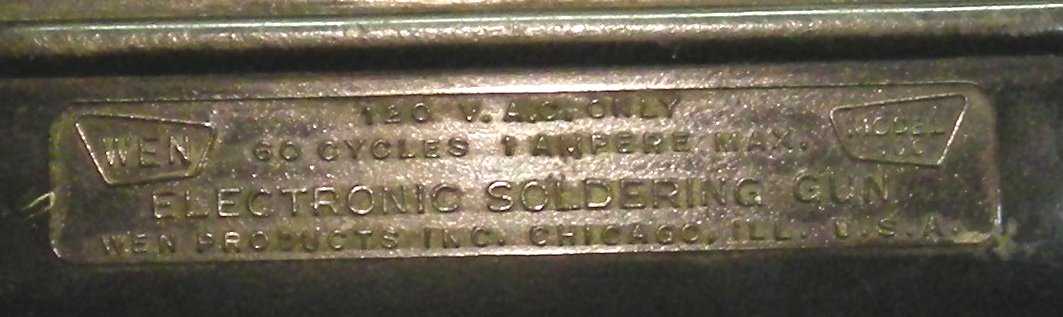 120 V.A.C. ONLY
WEN
60 CYCLES 1 AMPERE MAX.
MODEL
ELECTRONIC SOLDERING GUN
WEN PRODUCTS INC. CHICAGO, ILL. U.S.A.